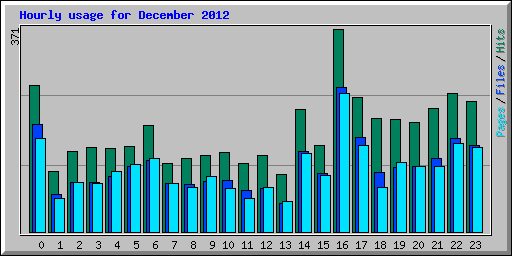 Hourly usage for December 2012
371
Pages / Files / Hits
0 1 2 3 4 5 6 7 8 9 10 11 12 13 14 15 16 17 18 19 20 21 22 23